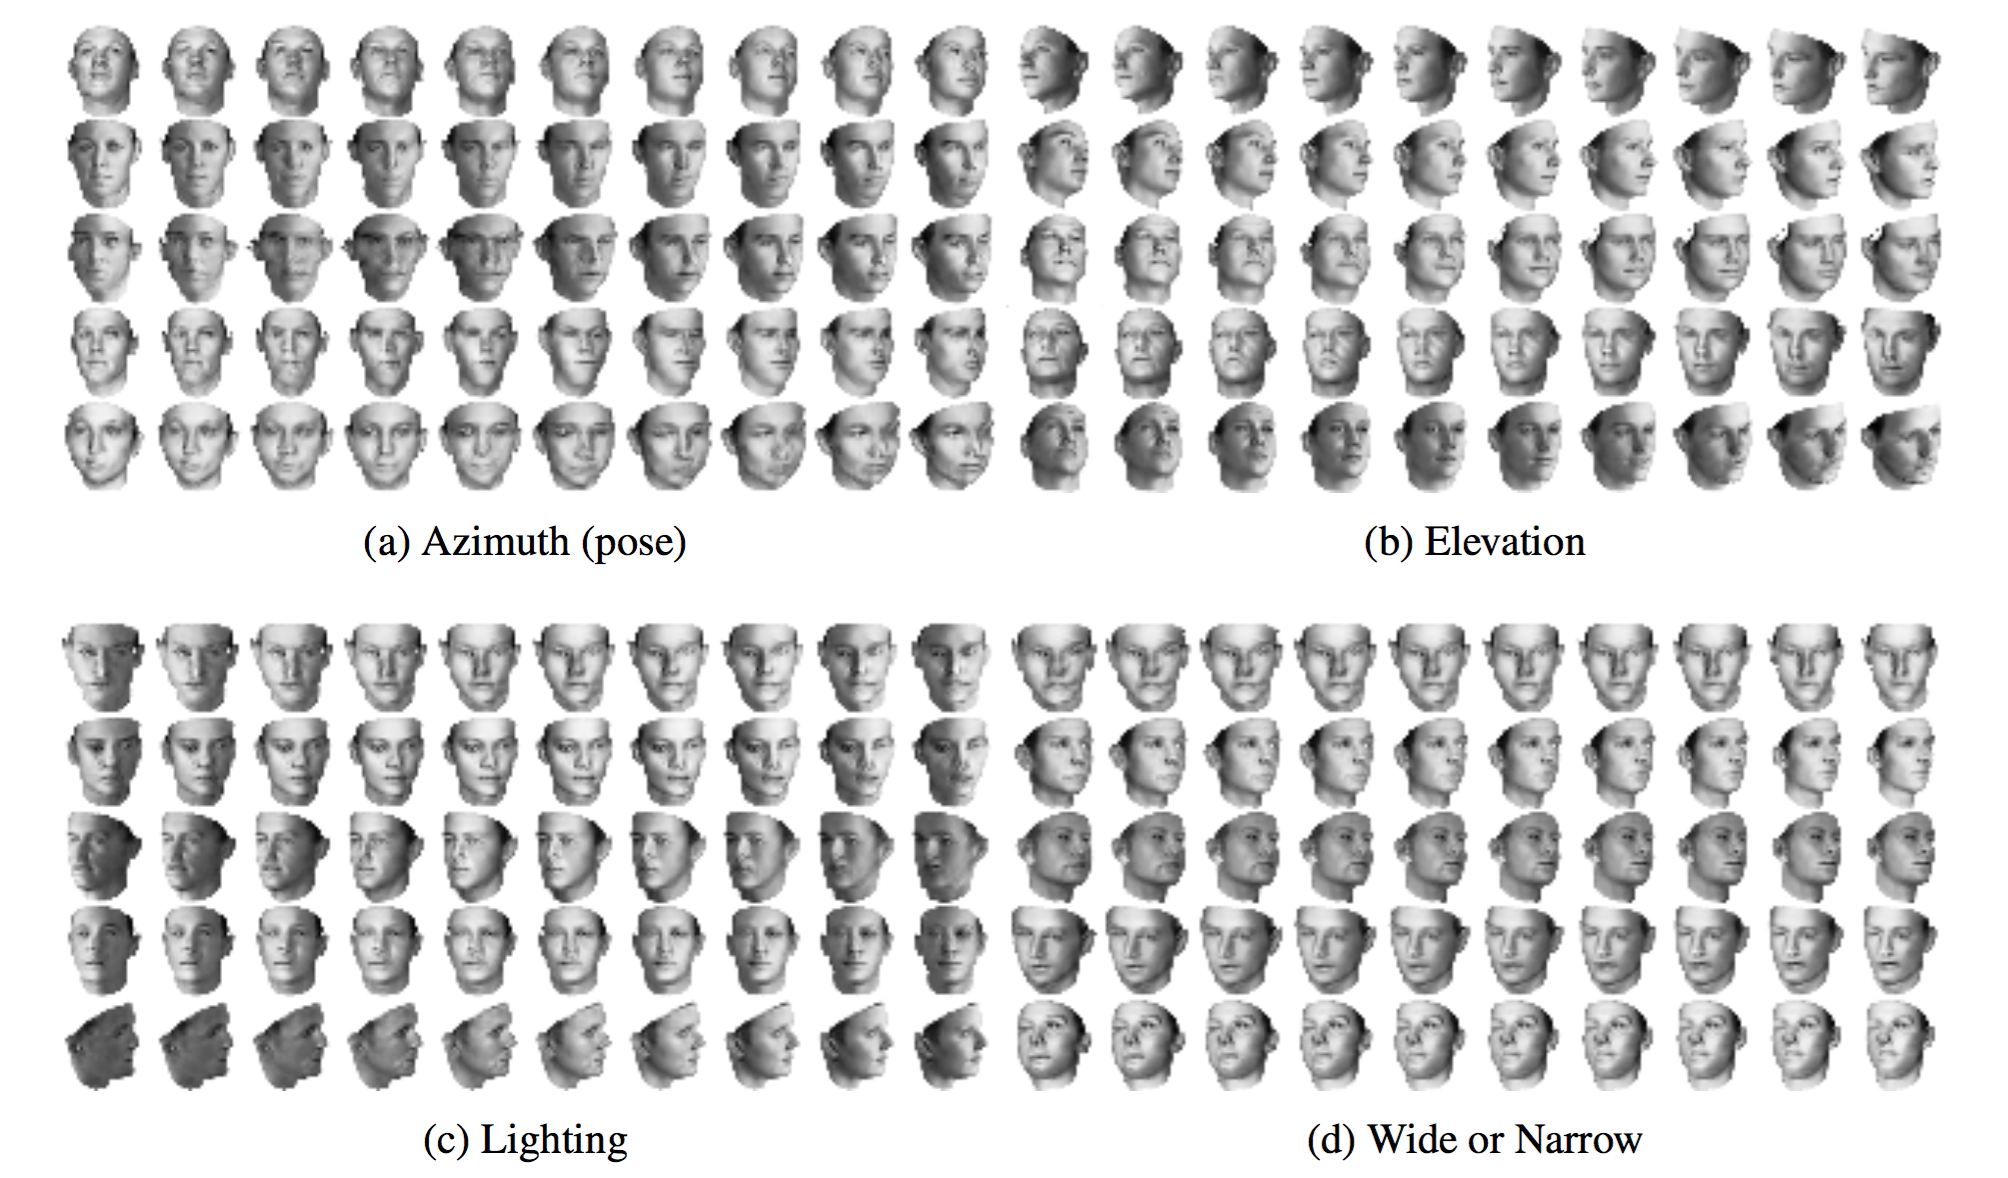 (a) Azimuth (pose)
(b) Elevation
(c) Lighting
(d) Wide or Narrow